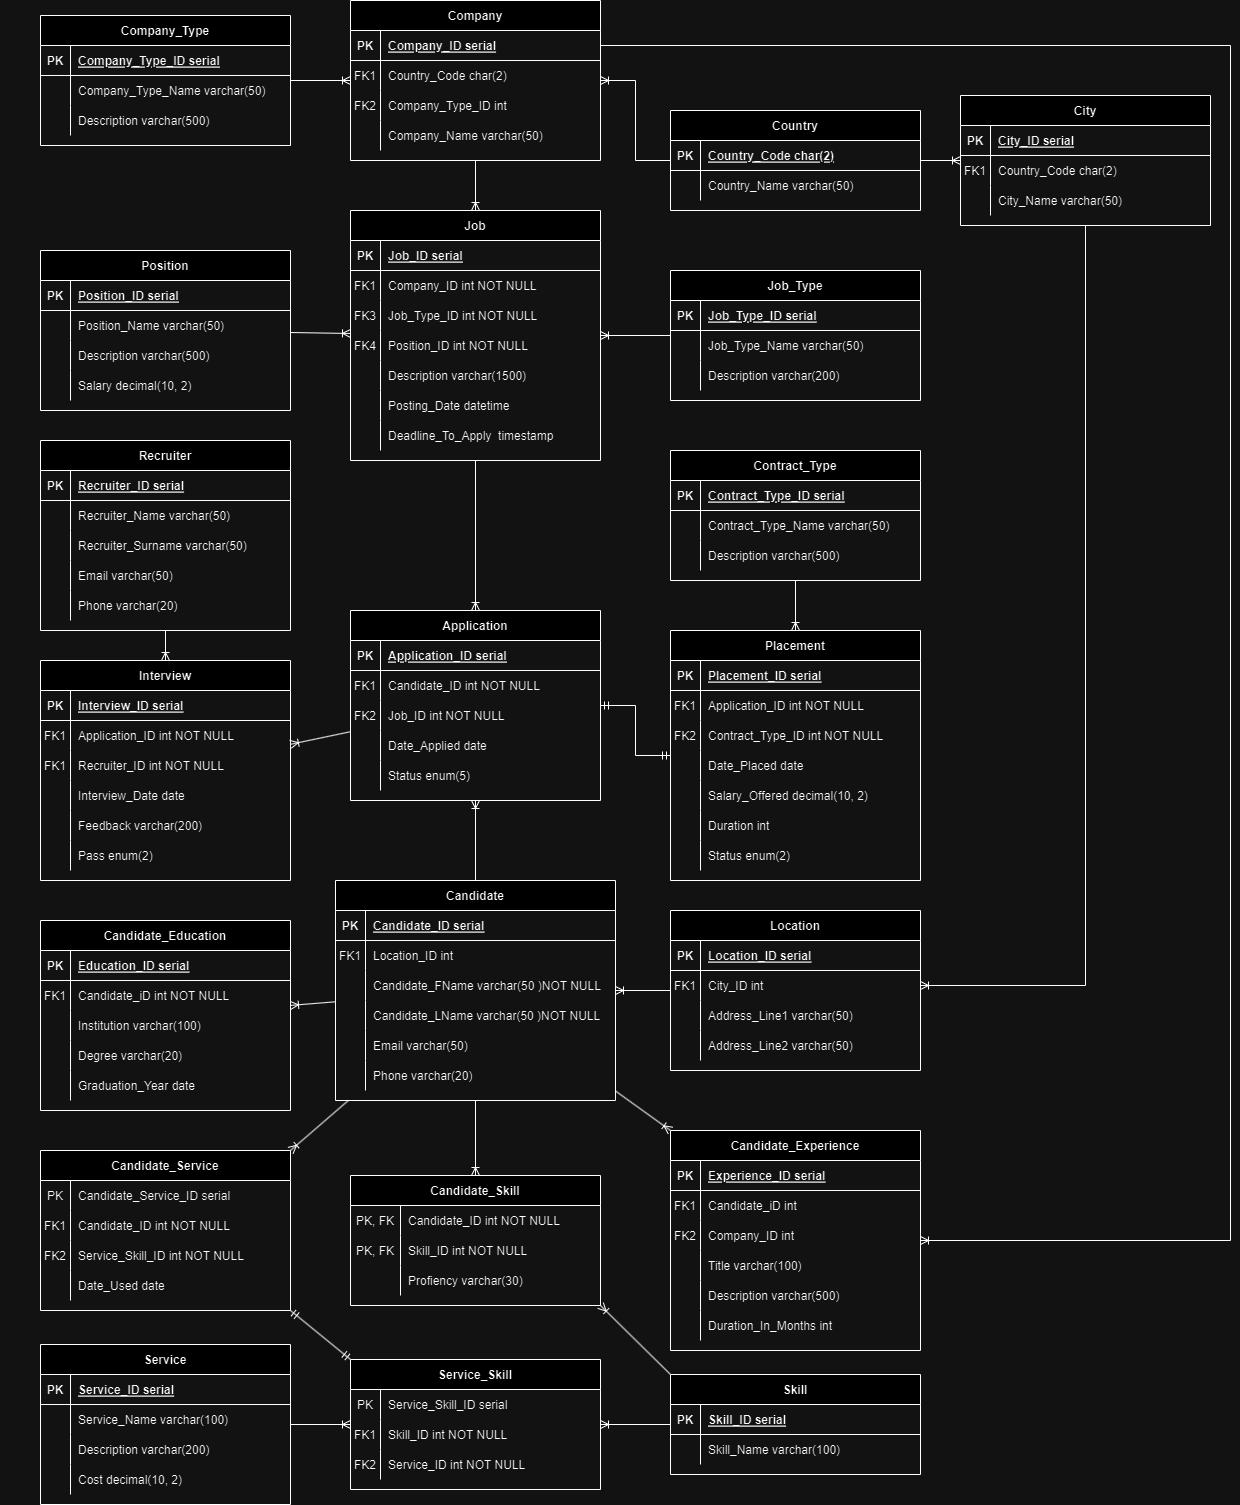 Company_Type
PK Company_Type_ID serial
Company_Type_Name varchar(50)
Description varchar(500)
Company
PK Company_ID serial
FK1 Country_Code char(2)
FK2 Company_Type_ID int
Company_Name varchar(50)
Country
PK Country_Code char(2)
Country_Name varchar(50)
City
PK City_ID serial
FK1 Country_Code char(2)
City_Name varchar(50)
Position
PK Position_ID serial
Position_Name varchar(50)
Description varchar(500)
Salary decimal(10, 2)
Job
PK Job_ID serial
FK1 Company_ID int NOT NULL
FK3 Job_Type_ID int NOT NULL
FK4 Position_ID int NOT NULL
Description varchar(1500)
Posting_Date datetime
Deadline_To_Apply  timestamp
Job_Type
PK Job_Type_ID serial
Job_Type_Name varchar(50)
Description varchar(200)
Recruiter
PK Recruiter_ID serial
Recruiter_Name varchar(50)
Recruiter_Surname varchar(50)
Email varchar(50)
Phone varchar(20)
Contract_Type
PK Contract_Type_ID serial
Contract_Type_Name varchar(50)
Description varchar(500)
Interview
PK Interview_ID serial
FK1 Application_ID int NOT NULL
FK1 Recruiter_ID int NOT NULL
Interview_Date date
Feedback varchar(200)
Pass enum(2)
Application
PK Application_ID serial
FK1 Candidate_ID int NOT NULL
FK2 Job_ID int NOT NULL
Date_Applied date
Status enum(5)
Placement
PK Placement_ID serial
FK1 Application_ID int NOT NULL
FK2 Contract_Type_ID int NOT NULL
Date_Placed date
Salary_Offered decimal(10, 2)
Duration int
Status enum(2)
Candidate_Education
PK Education_ID serial
FK1 Candidate_iD int NOT NULL
Institution varchar(100)
Degree varchar(20)
Graduation_Year date
Candidate
PK Candidate_ID serial
FK1 Location_ID int
Candidate_FName varchar(50 )NOT NULL
Candidate_LName varchar(50 )NOT NULL
Email varchar(50)
Phone varchar(20)
Location
PK Location_ID serial
FK1 City_ID int
Address_Line1 varchar(50)
Address_Line2 varchar(50)
Candidate_Service
PK Candidate_Service_ID serial
FK1 Candidate_ID int NOT NULL
FK2 Service_Skill_ID int NOT NULL
Date_Used date
Candidate_Skill
PK, FK Candidate_ID int NOT NULL
PK, FK Skill_ID int NOT NULL
Profiency varchar(30)
Candidate_Experience
PK Experience_ID serial
FK1 Candidate_iD int
FK2 Company_ID int
Title varchar(100)
Description varchar(500)
Duration_In_Months int
Service
PK Service_ID serial
Service_Name varchar(100)
Description varchar(200)
Cost decimal(10, 2)
Service_Skill
PK Service_Skill_ID serial
FK1 Skill_ID int NOT NULL
FK2 Service_ID int NOT NULL
Skill
PK Skill_ID serial
Skill_Name varchar(100)